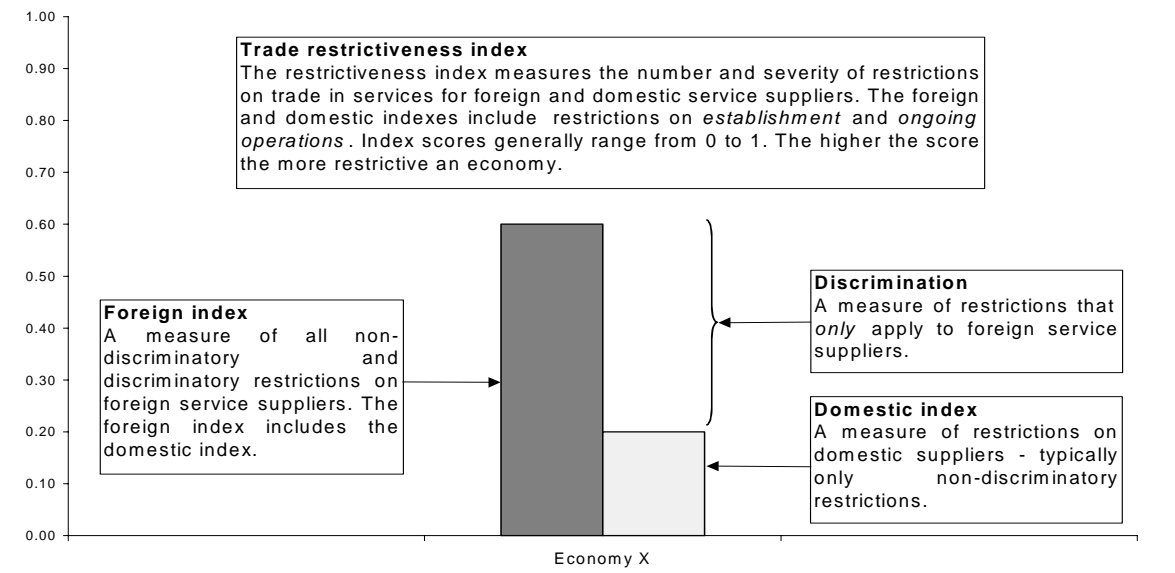 1.00
0.90
0.80
0.70
0.60
0.50
0.40
0.30
0.20
0.10
0.00
Trade restrictiveness index
The restrictiveness index measures the number and severity of restrictions
on trade in services for foreign and domestic service suppliers. The foreign
and domestic indexes include restrictions on establishment and ongoing
operations. Index scores generally range from 0 to 1. The higher the score
the more restrictive an economy.
Foreign index
A measure of all non-
discriminatory and
discriminatory restrictions on
foreign service suppliers. The
foreign index includes the
domestic index.
Discrimination
A measure of restrictions that
only apply to foreign service
suppliers.
Domestic index
A measure of restrictions on
domestic suppliers - typically
only non-discriminatory
restrictions.
Economy X